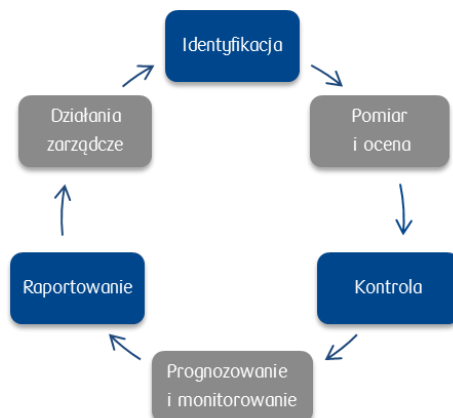 Identyfikacja
Pomiar
i ocena
Kontrola
Prognozowanie
i monitorowanie
Raportowanie
Działania
zarządcze